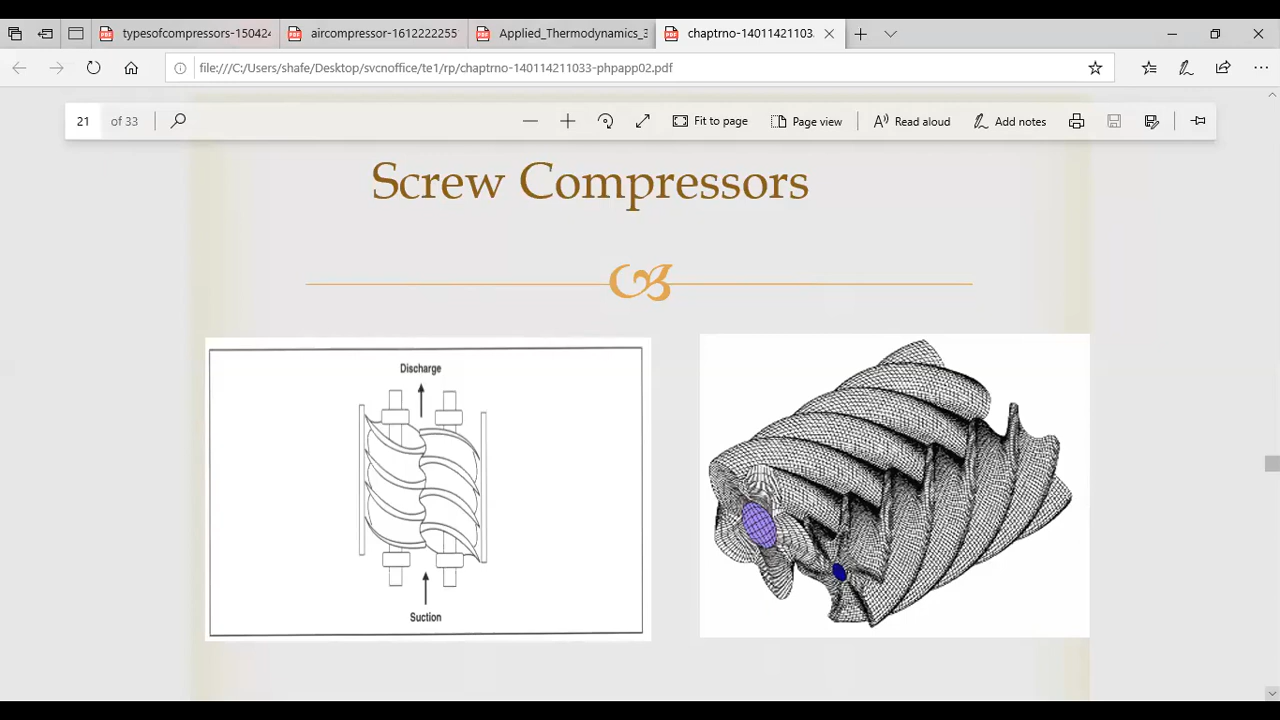 typesofcompressors-150424
aircompressor-1612222255
Applied_Thermodynamics_3
chaptrno-14011421103
file:///C:/Users/shafe/Desktop/svcnoffice/te1/rp/chaptrno-140114211033-phpapp02.pdf
21 of 33
Fit to page
Page view
Read aloud
Add notes
Screw Compressors
Discharge
Suction